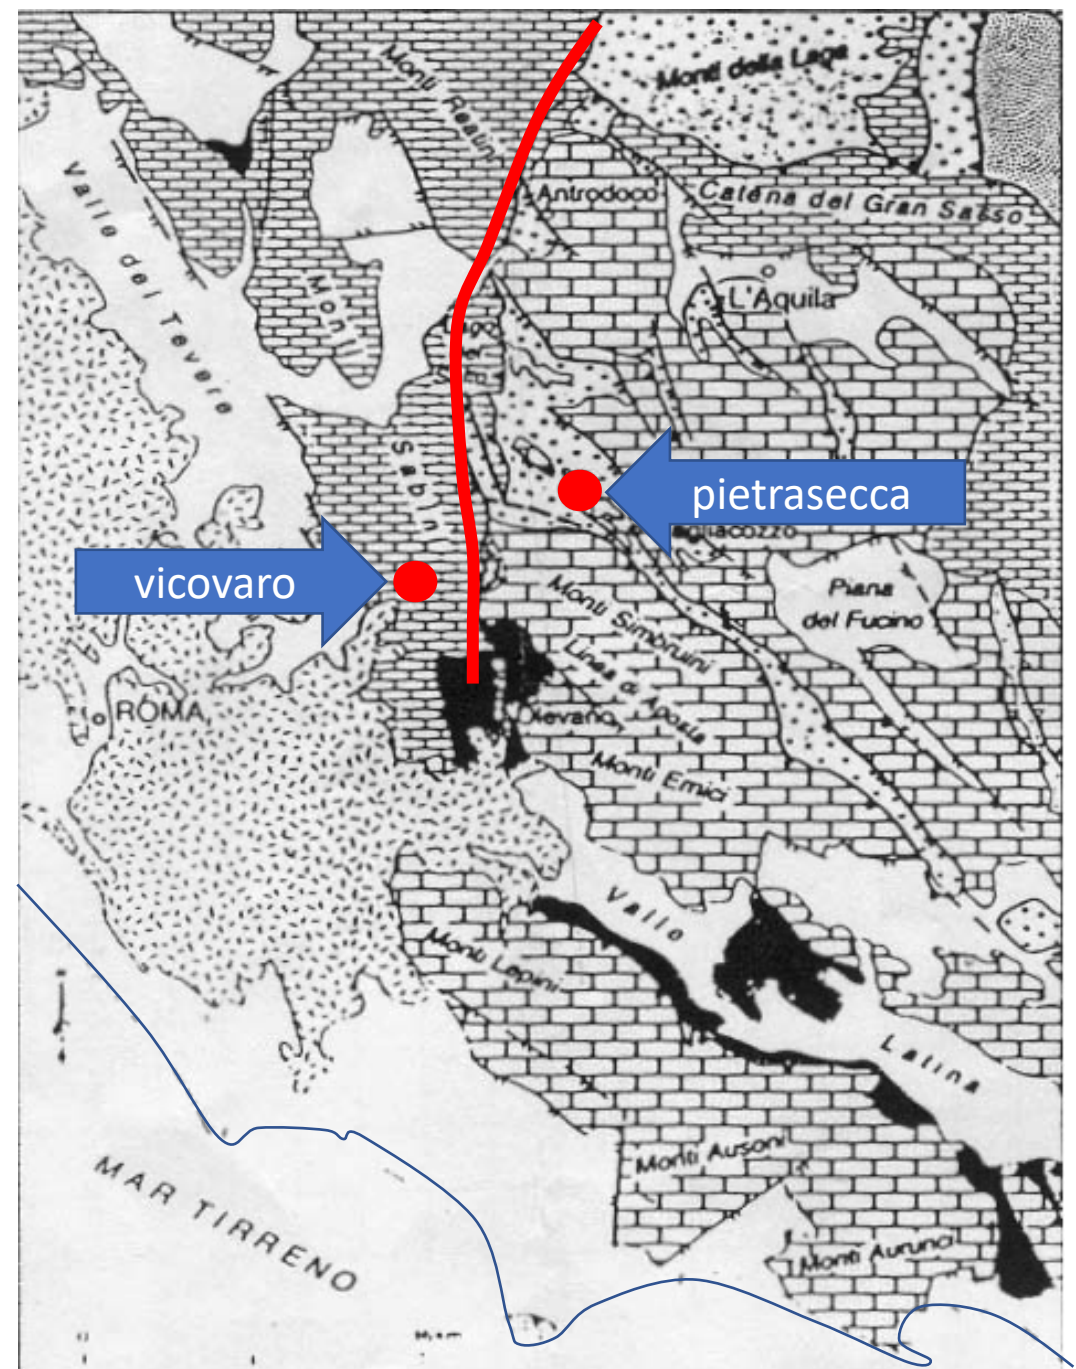 Monti della Laga
Monti Reatini
Antrodoco
Catena del Gran Sasso
Valle del Tevere
Monti
L'Aquila
Sabini
pietrasecca
vicovaro
Piana
del Fucino
Monti Simbruini
Linea di
ROMA
Monti Ernici
Valle
Latina
Monti Lepini
Monti Ausoni
Monti Aurunci
MAR TIRRENO
0